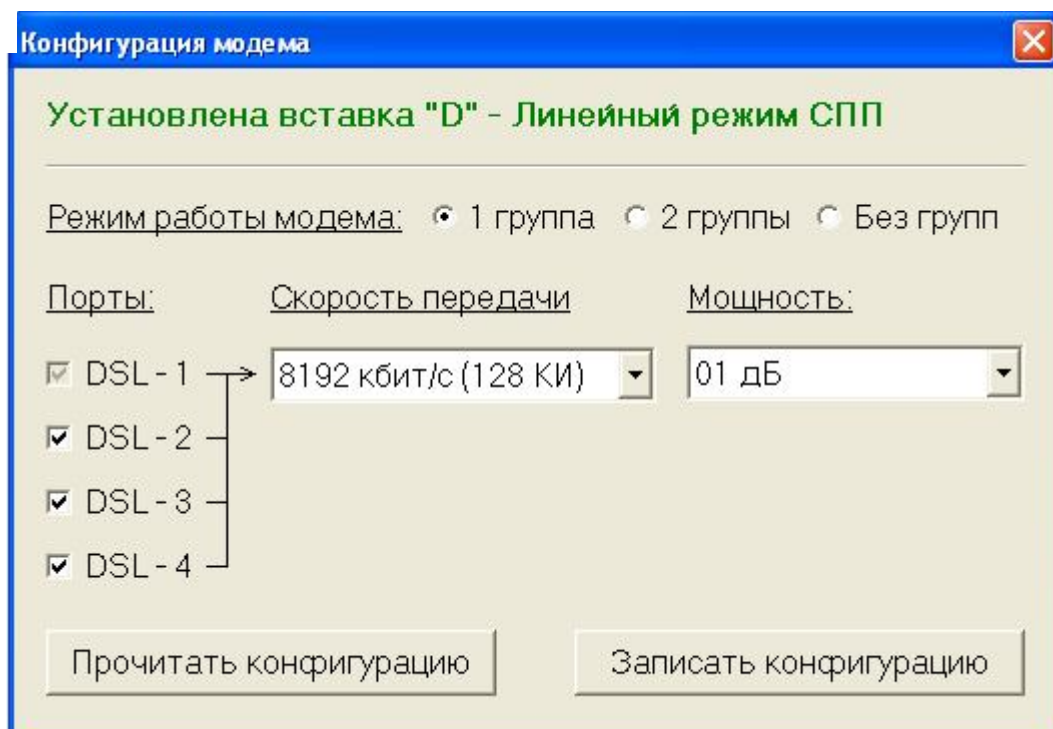 Конфигурация модема
Установлена вставка "D" - Линейный режим СПП
Режим работы модема: 1 группа 2 группы Без групп
Порты: Скорость передачи Мощность:
DSL - 1 8192 кбит/с (128 КИ) 01 дБ
DSL - 2
DSL - 3
DSL - 4
Прочитать конфигурацию Записать конфигурацию